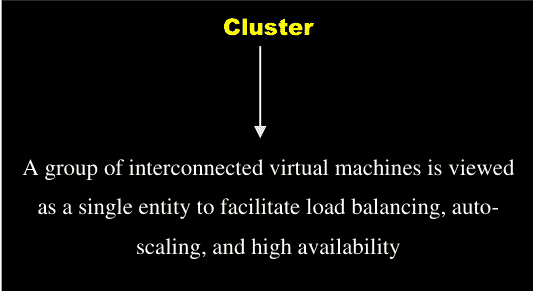 Cluster
A group of interconnected virtual machines is viewed
as a single entity to facilitate load balancing, auto-
scaling, and high availability